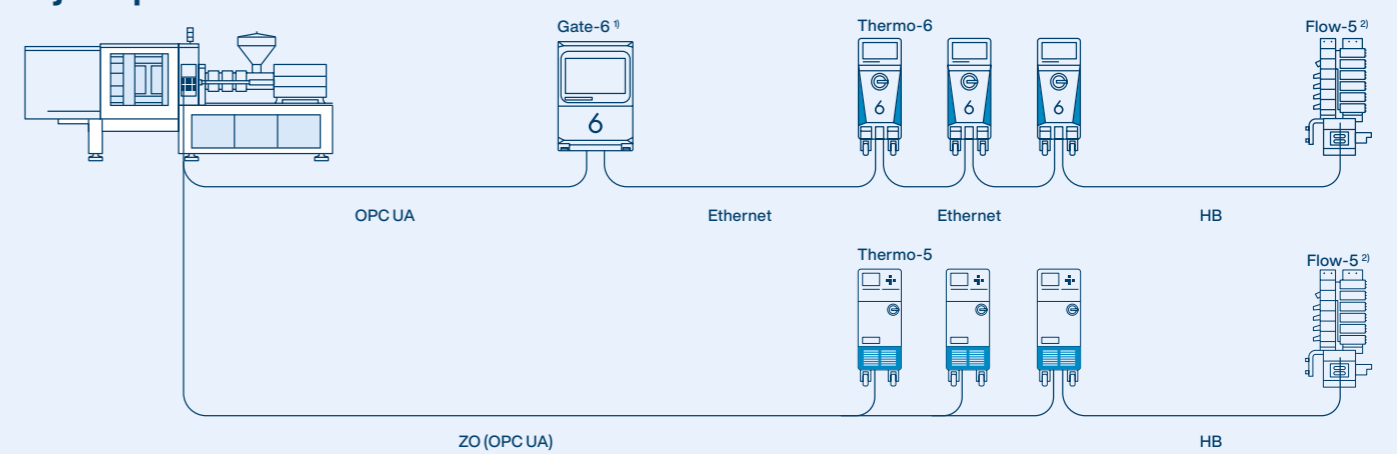 Gate-6 1)
Thermo-6
Flow-5 2)
6
6
6
6
OPC UA
Ethernet
Ethernet
HB
Thermo-5
Flow-5 2)
ZO (OPC UA)
HB